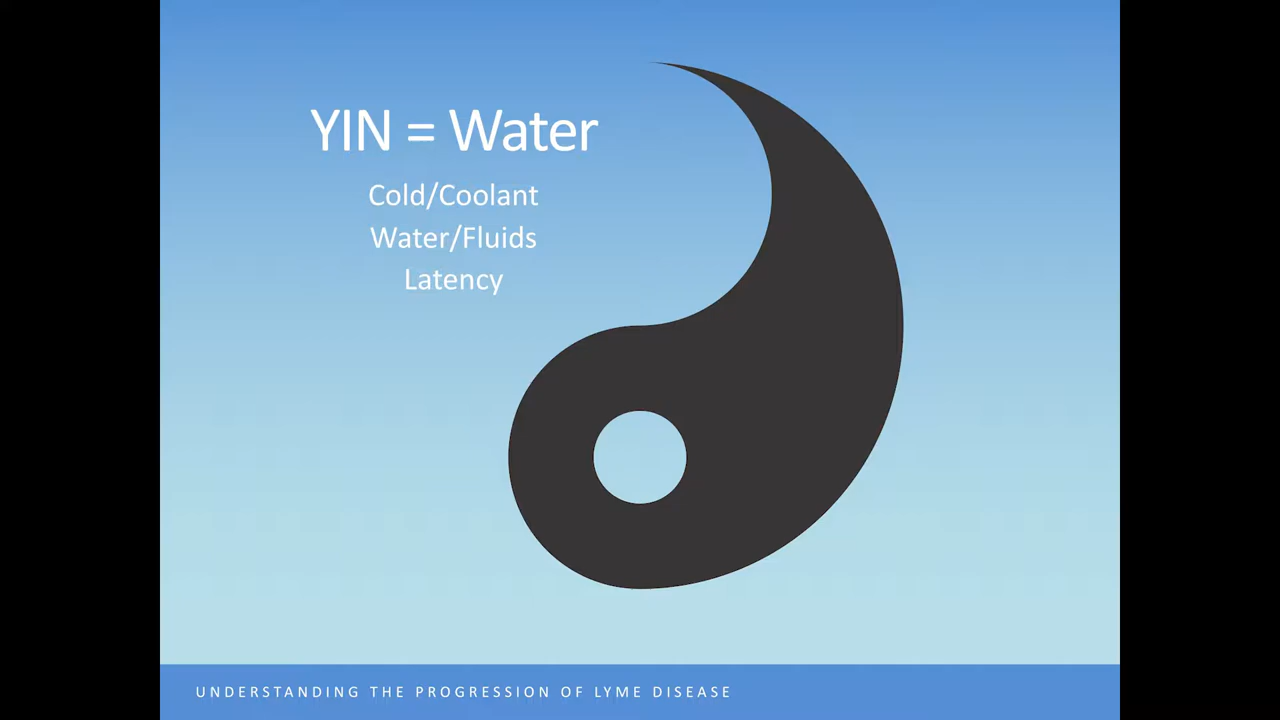 YIN = Water
Cold/Coolant
Water/Fluids
Latency
UNDERSTANDING THE PROGRESSION OF LYME DISEASE